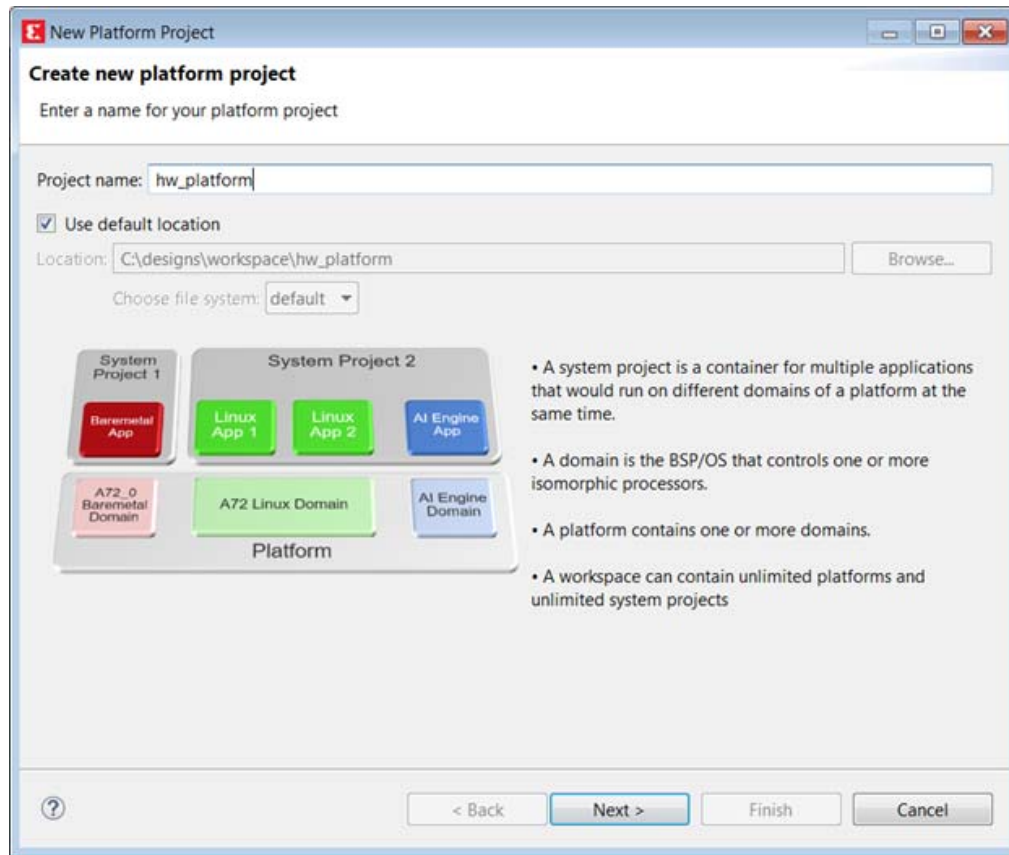 New Platform Project
Create new platform project
Enter a name for your platform project
Project name: hw_platform
Use default location
Location: C:\designs\workspace\hw_platform Browse...
Choose file system: default
System
Project 1
System Project 2
Baremetal
App
Linux
App 1
Linux
App 2
AI Engine
App
A72_0
Baremetal
Domain
A72 Linux Domain
AI Engine
Domain
Platform
• A system project is a container for multiple applications
that would run on different domains of a platform at the
same time.
• A domain is the BSP/OS that controls one or more
isomorphic processors.
• A platform contains one or more domains.
• A workspace can contain unlimited platforms and
unlimited system projects
? < Back Next > Finish Cancel